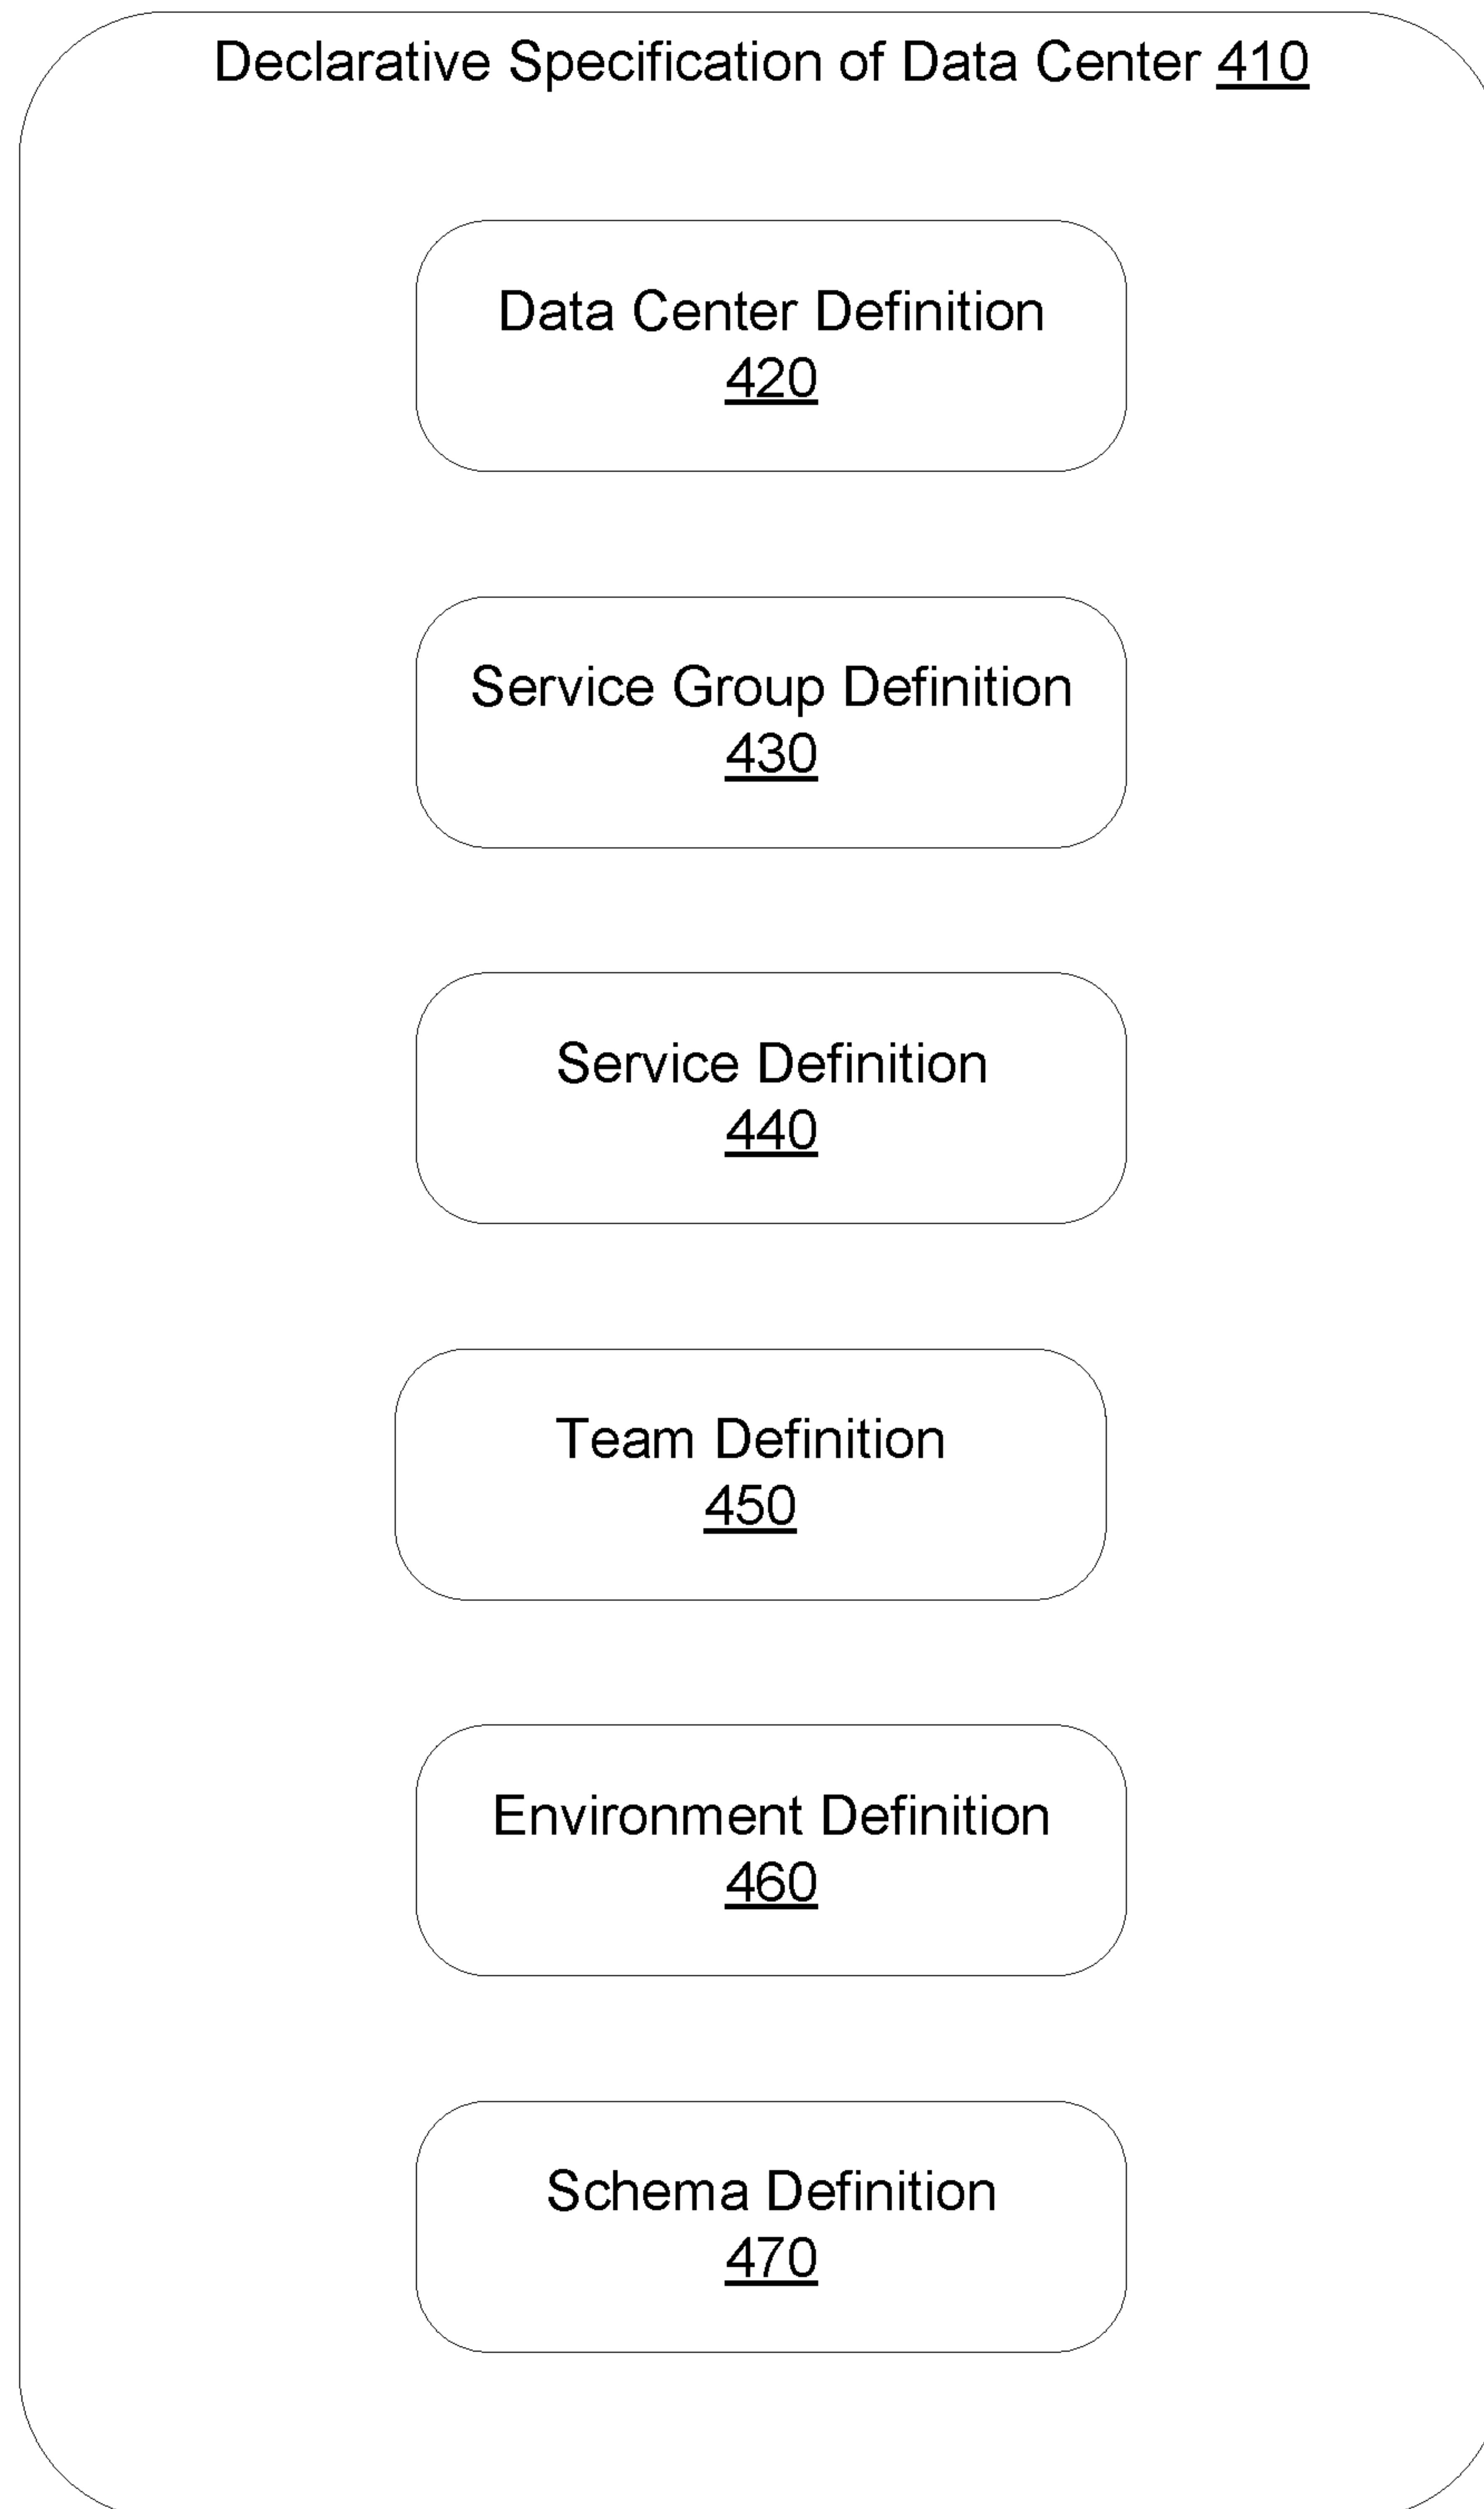 Declarative Specification of Data Center 410
Data Center Definition
420
Service Group Definition
430
Service Definition
440
Team Definition
450
Environment Definition
460
Schema Definition
470